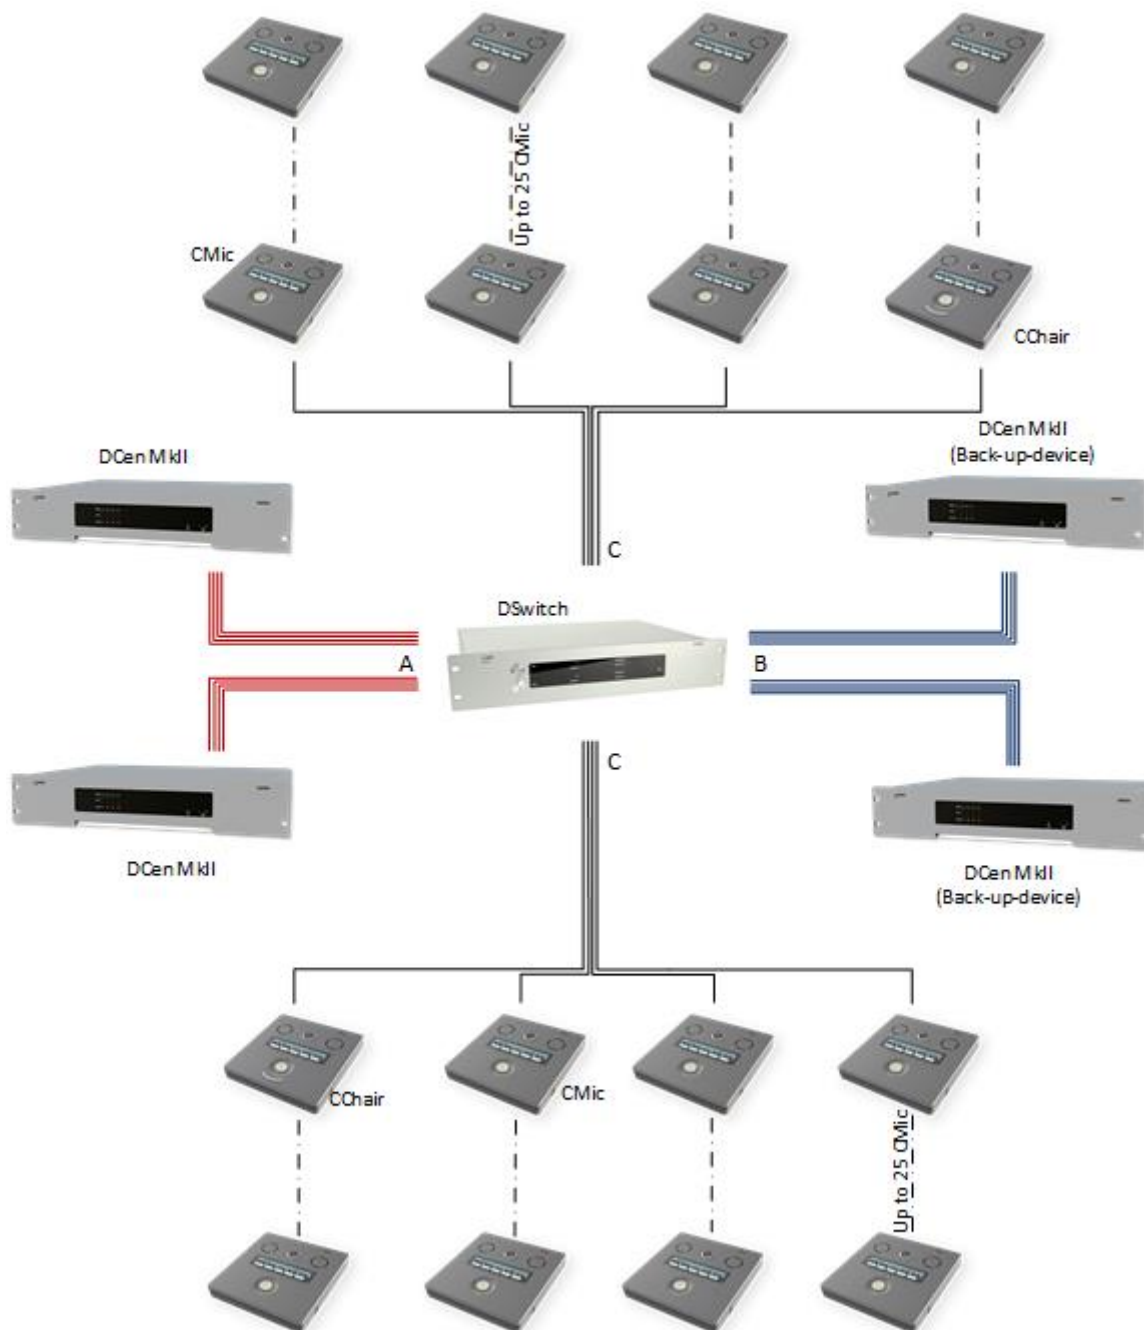 Up to 25 CMic
CMic
CChair
DCen MkII
DCen MkII
(Back-up-device)
C
DSwitch
A
B
C
DCen MkII
DCen MkII
(Back-up-device)
CChair
CMic
Up to 25 CMic